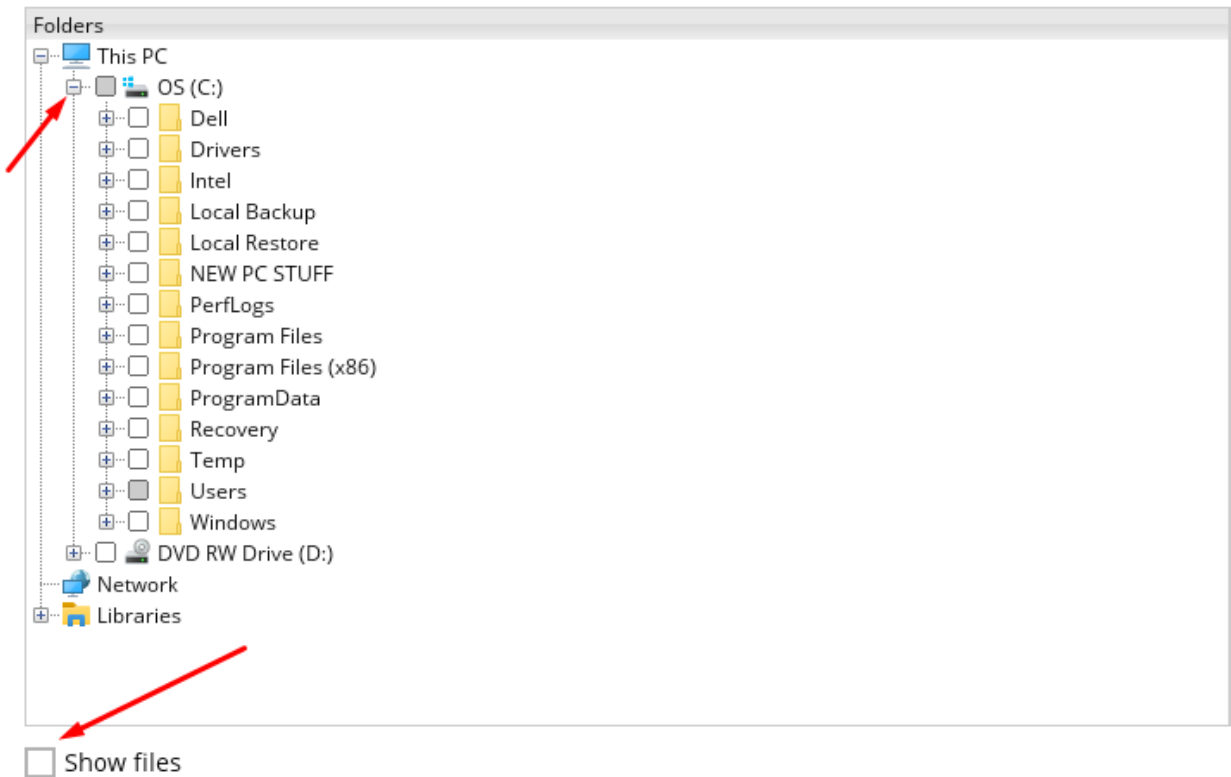 Folders
This PC
OS (C:)
Dell
Drivers
Intel
Local Backup
Local Restore
NEW PC STUFF
PerfLogs
Program Files
Program Files (x86)
ProgramData
Recovery
Temp
Users
Windows
DVD RW Drive (D:)
Network
Libraries
Show files